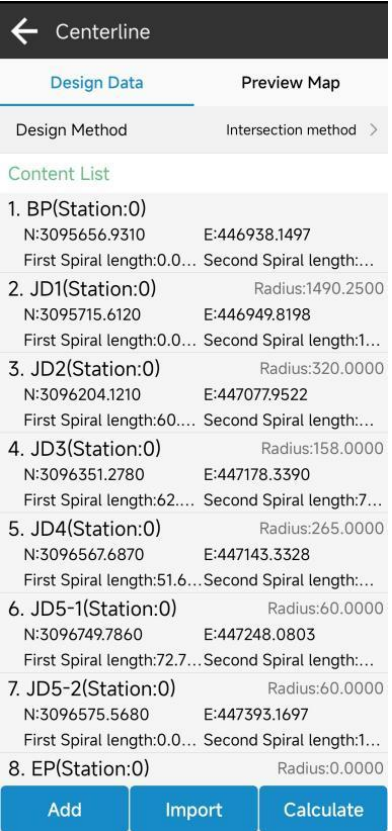 Centerline
Design Data Preview Map
Design Method Intersection method
Content List
1. BP(Station:0)
N:3095656.9310 E:446938.1497
First Spiral length:0.0... Second Spiral length:...
2. JD1(Station:0) Radius:1490.2500
N:3095715.6120 E:446949.8198
First Spiral length:0.0... Second Spiral length:1...
3. JD2(Station:0) Radius:320.0000
N:3096204.1210 E:447077.9522
First Spiral length:60.... Second Spiral length:...
4. JD3(Station:0) Radius:158.0000
N:3096351.2780 E:447178.3390
First Spiral length:62.... Second Spiral length:7...
5. JD4(Station:0) Radius:265.0000
N:3096567.6870 E:447143.3328
First Spiral length:51.6... Second Spiral length:...
6. JD5-1(Station:0) Radius:60.0000
N:3096749.7860 E:447248.0803
First Spiral length:72.7... Second Spiral length:...
7. JD5-2(Station:0) Radius:60.0000
N:3096575.5680 E:447393.1697
First Spiral length:0.0... Second Spiral length:1...
8. EP(Station:0) Radius:0.0000
Add Import Calculate